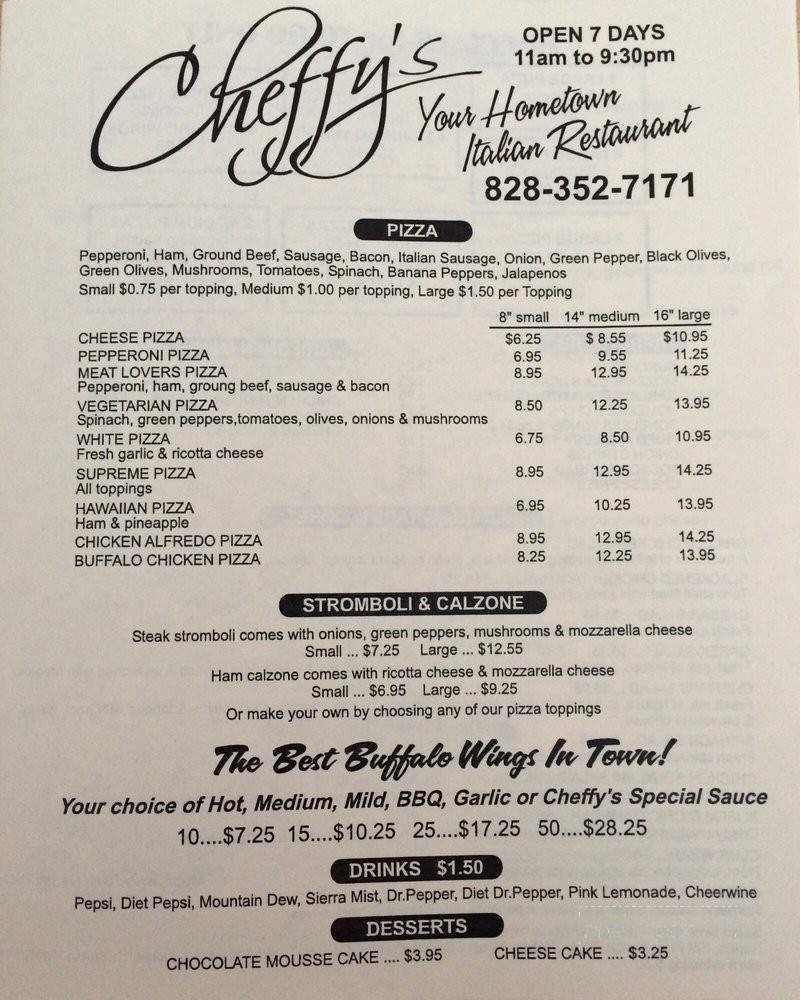 Cheffy's
OPEN 7 DAYS
11am to 9:30pm
Your Hometown
Italian Restaurant
828-352-7171
PIZZA
Pepperoni, Ham, Ground Beef, Sausage, Bacon, Italian Sausage, Onion, Green Pepper, Black Olives,
Green Olives, Mushrooms, Tomatoes, Spinach, Banana Peppers, Jalapenos
Small $0.75 per topping, Medium $1.00 per topping, Large $1.50 per Topping
8" small 14" medium 16" large
CHEESE PIZZA $6.25 $ 8.55 $10.95
PEPPERONI PIZZA 6.95 9.55 11.25
MEAT LOVERS PIZZA 8.95 12.95 14.25
Pepperoni, ham, groung beef, sausage & bacon
VEGETARIAN PIZZA 8.50 12.25 13.95
Spinach, green peppers,tomatoes, olives, onions & mushrooms
WHITE PIZZA 6.75 8.50 10.95
Fresh garlic & ricotta cheese
SUPREME PIZZA 8.95 12.95 14.25
All toppings
HAWAIIAN PIZZA 6.95 10.25 13.95
Ham & pineapple
CHICKEN ALFREDO PIZZA 8.95 12.95 14.25
BUFFALO CHICKEN PIZZA 8.25 12.25 13.95
STROMBOLI & CALZONE
Steak stromboli comes with onions, green peppers, mushrooms & mozzarella cheese
Small ... $7.25 Large ... $12.55
Ham calzone comes with ricotta cheese & mozzarella cheese
Small ... $6.95 Large ... $9.25
Or make your own by choosing any of our pizza toppings
The Best Buffalo Wings In Town!
Your choice of Hot, Medium, Mild, BBQ, Garlic or Cheffy's Special Sauce
10....$7.25 15....$10.25 25....$17.25 50....$28.25
DRINKS $1.50
Pepsi, Diet Pepsi, Mountain Dew, Sierra Mist, Dr.Pepper, Diet Dr.Pepper, Pink Lemonade, Cheerwine
DESSERTS
CHOCOLATE MOUSSE CAKE .... $3.95 CHEESE CAKE .... $3.25